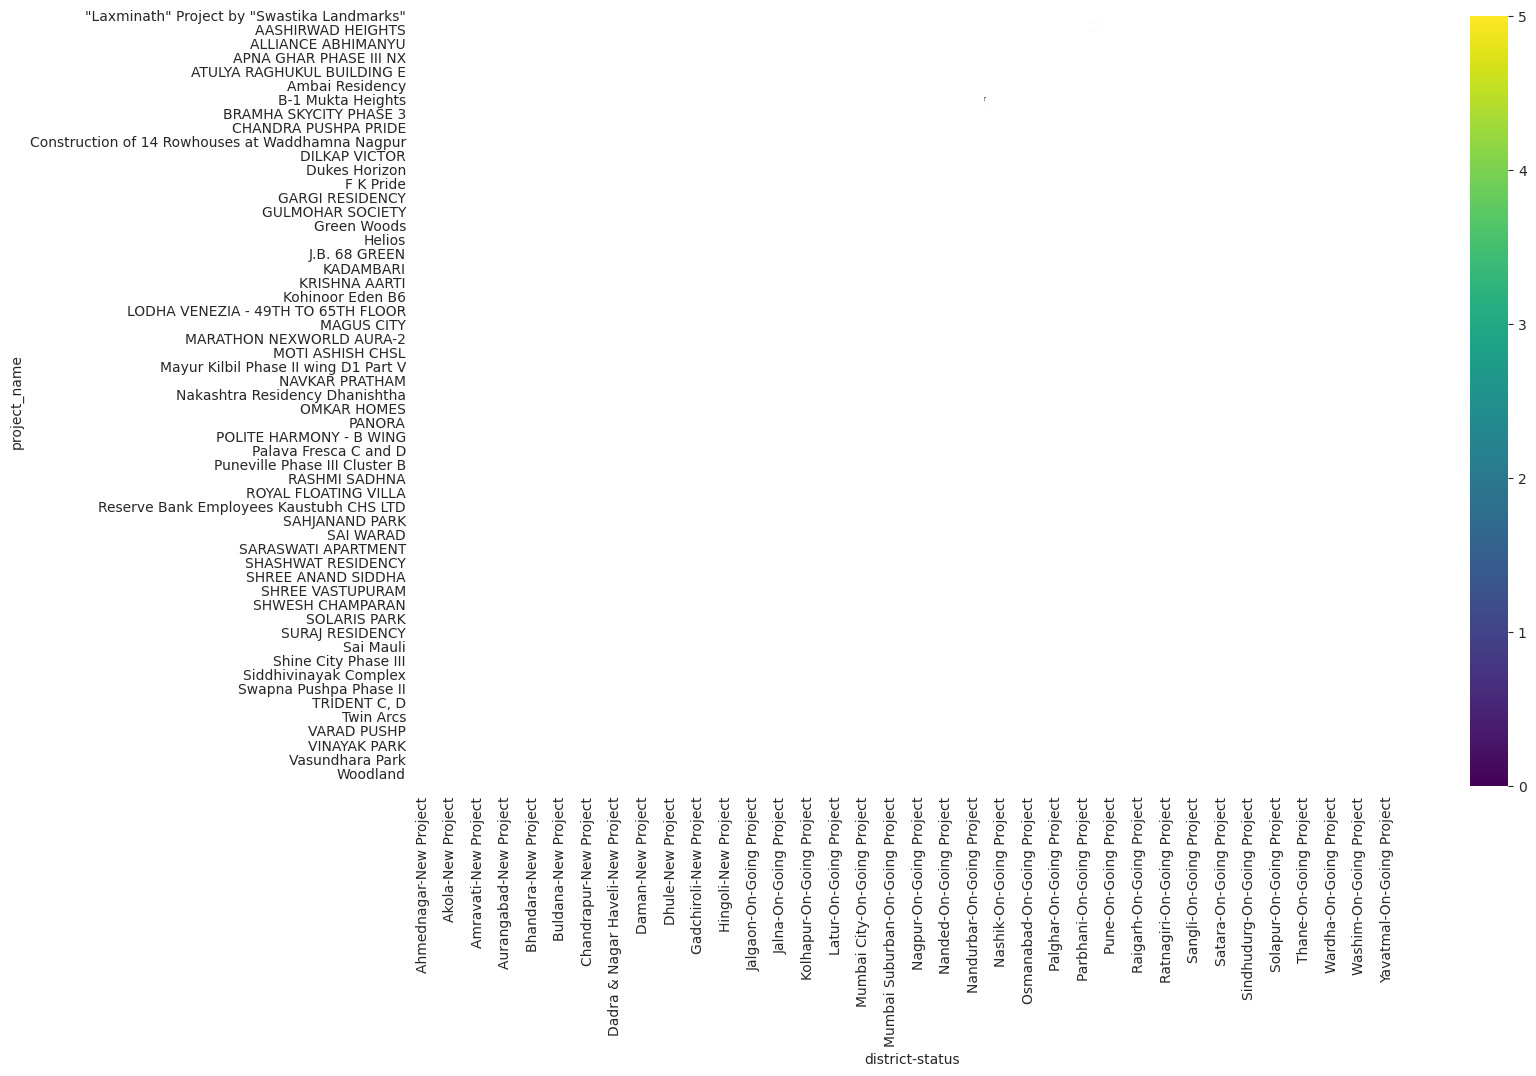 "Laxminath" Project by "Swastika Landmarks"
AASHIRWAD HEIGHTS
ALLIANCE ABHIMANYU
APNA GHAR PHASE III NX
ATULYA RAGHUKUL BUILDING E
Ambai Residency
B-1 Mukta Heights
BRAMHA SKYCITY PHASE 3
CHANDRA PUSHPA PRIDE
Construction of 14 Rowhouses at Waddhamna Nagpur
DILKAP VICTOR
Dukes Horizon
F K Pride
GARGI RESIDENCY
GULMOHAR SOCIETY
Green Woods
Helios
J.B. 68 GREEN
KADAMBARI
KRISHNA AARTI
Kohinoor Eden B6
LODHA VENEZIA - 49TH TO 65TH FLOOR
MAGUS CITY
MARATHON NEXWORLD AURA-2
MOTI ASHISH CHSL
Mayur Kilbil Phase II wing D1 Part V
NAVKAR PRATHAM
Nakashtra Residency Dhanishtha
OMKAR HOMES
PANORA
POLITE HARMONY - B WING
Palava Fresca C and D
Puneville Phase III Cluster B
RASHMI SADHNA
ROYAL FLOATING VILLA
Reserve Bank Employees Kaustubh CHS LTD
SAHJANAND PARK
SAI WARAD
SARASWATI APARTMENT
SHASHWAT RESIDENCY
SHREE ANAND SIDDHA
SHREE VASTUPURAM
SHWESH CHAMPARAN
SOLARIS PARK
SURAJ RESIDENCY
Sai Mauli
Shine City Phase III
Siddhivinayak Complex
Swapna Pushpa Phase II
TRIDENT C, D
Twin Arcs
VARAD PUSHP
VINAYAK PARK
Vasundhara Park
Woodland
project_name
Ahmednagar-New Project
Akola-New Project
Amravati-New Project
Aurangabad-New Project
Bhandara-New Project
Buldana-New Project
Chandrapur-New Project
Dadra & Nagar Haveli-New Project
Daman-New Project
Dhule-New Project
Gadchiroli-New Project
Hingoli-New Project
Jalgaon-On-Going Project
Jalna-On-Going Project
Kolhapur-On-Going Project
Latur-On-Going Project
Mumbai City-On-Going Project
Mumbai Suburban-On-Going Project
Nagpur-On-Going Project
Nanded-On-Going Project
Nandurbar-On-Going Project
Nashik-On-Going Project
Osmanabad-On-Going Project
Palghar-On-Going Project
Parbhani-On-Going Project
Pune-On-Going Project
Raigarh-On-Going Project
Ratnagiri-On-Going Project
Sangli-On-Going Project
Satara-On-Going Project
Sindhudurg-On-Going Project
Solapur-On-Going Project
Thane-On-Going Project
Wardha-On-Going Project
Washim-On-Going Project
Yavatmal-On-Going Project
district-status
5
4
3
2
1
0